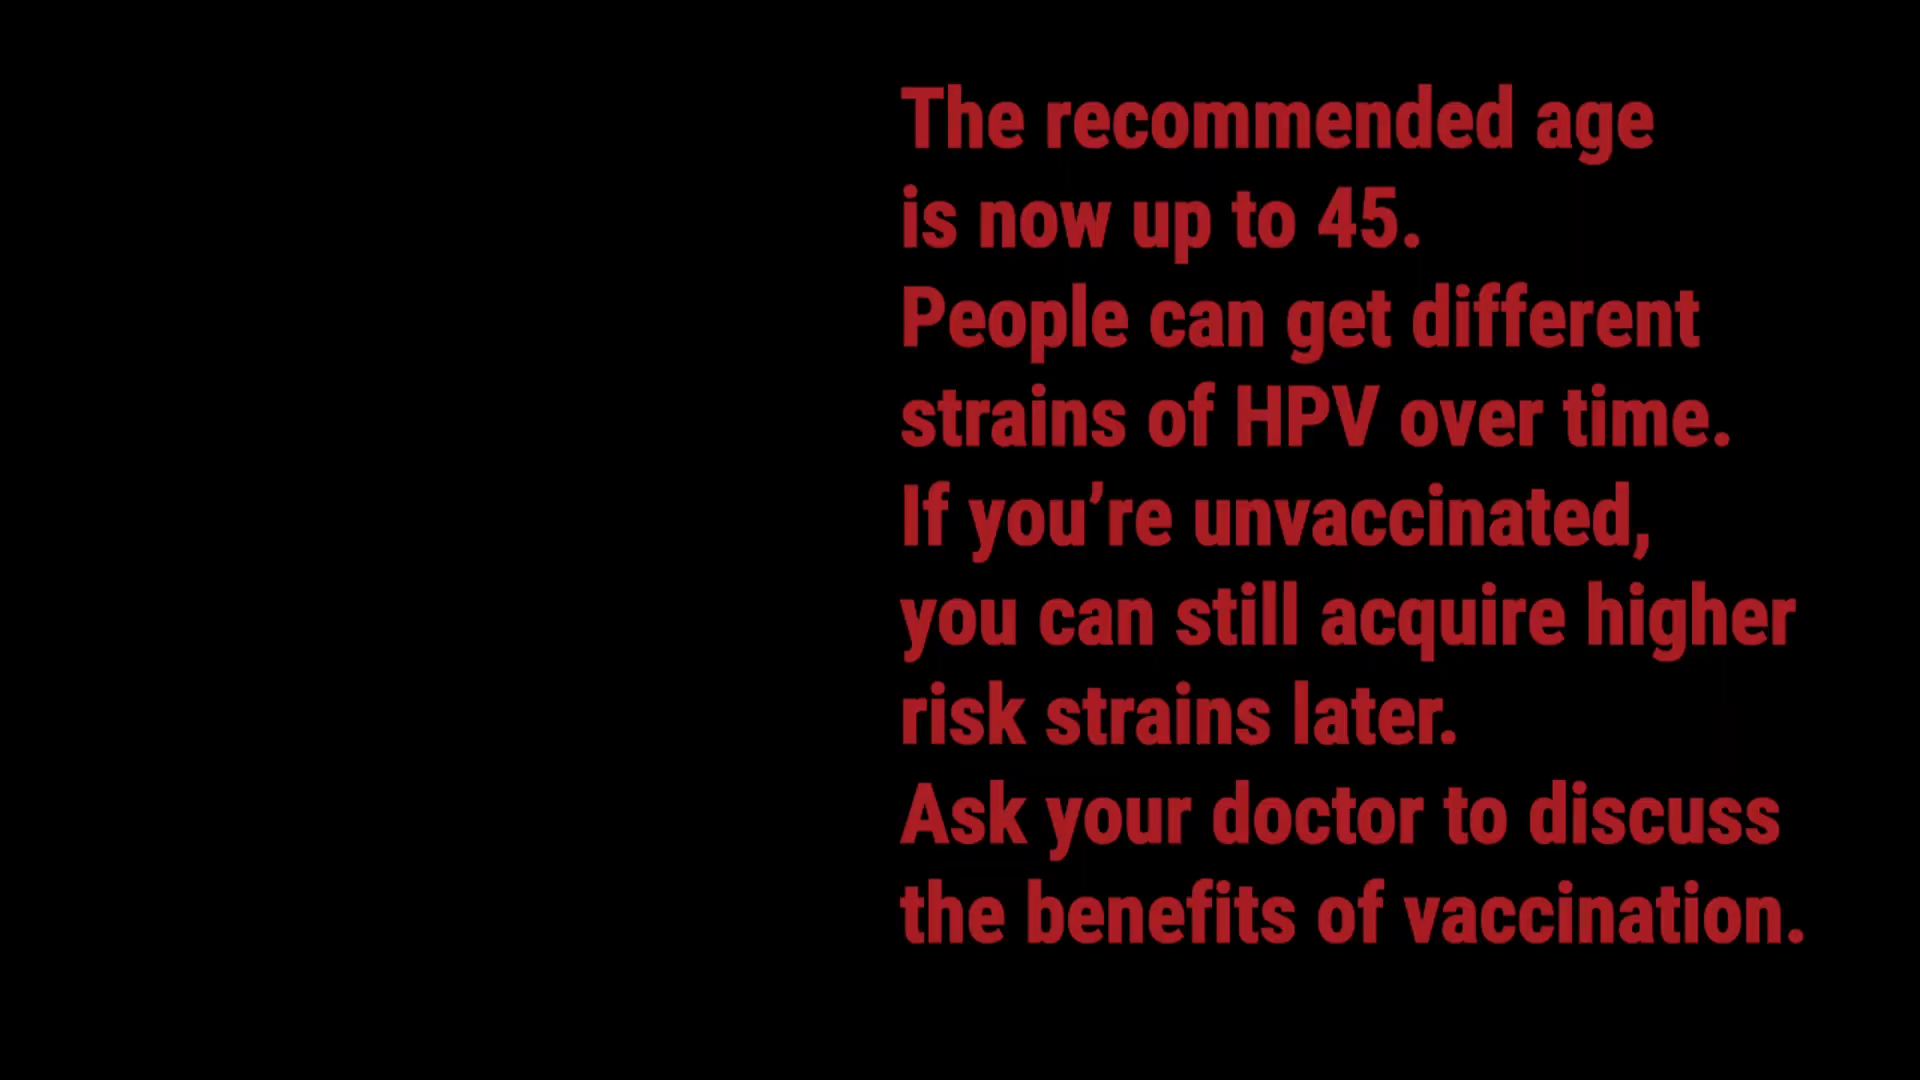 The recommended age
is now up to 45.
People can get different
strains of HPV over time.
If you’re unvaccinated,
you can still acquire higher
risk strains later.
Ask your doctor to discuss
the benefits of vaccination.